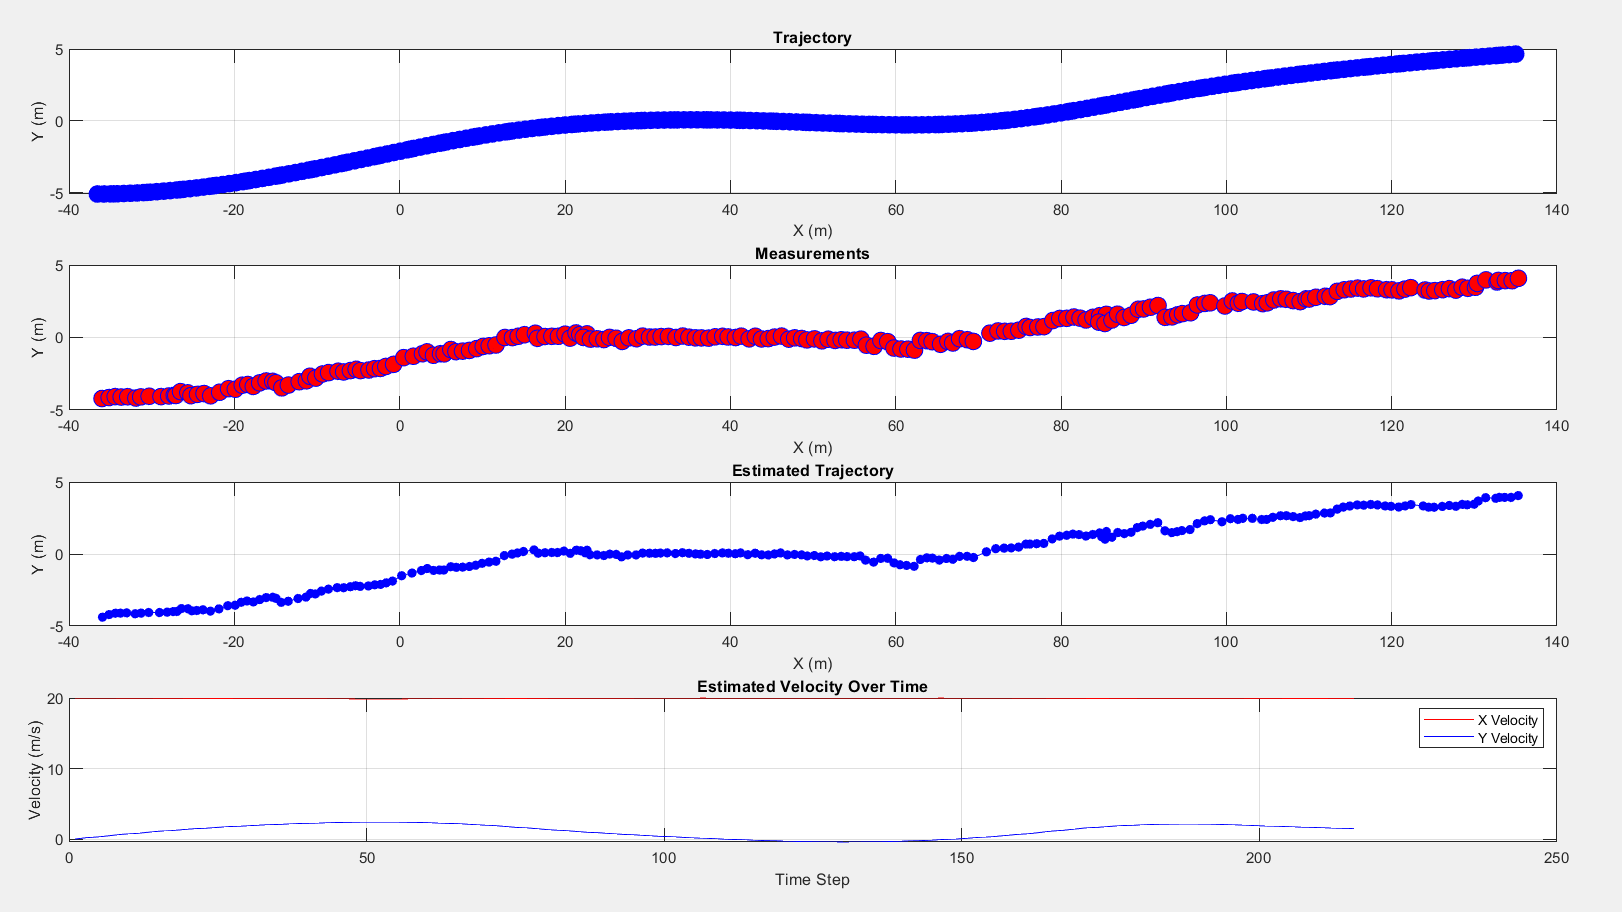 Trajectory
5
0
-5
Y (m)
-40 -20 0 20 40 60 80 100 120 140
X (m)
Measurements
5
0
-5
Y (m)
-40 -20 0 20 40 60 80 100 120 140
X (m)
Estimated Trajectory
5
0
-5
Y (m)
-40 -20 0 20 40 60 80 100 120 140
X (m)
Estimated Velocity Over Time
20
10
0
Velocity (m/s)
X Velocity
Y Velocity
0 50 100 150 200 250
Time Step